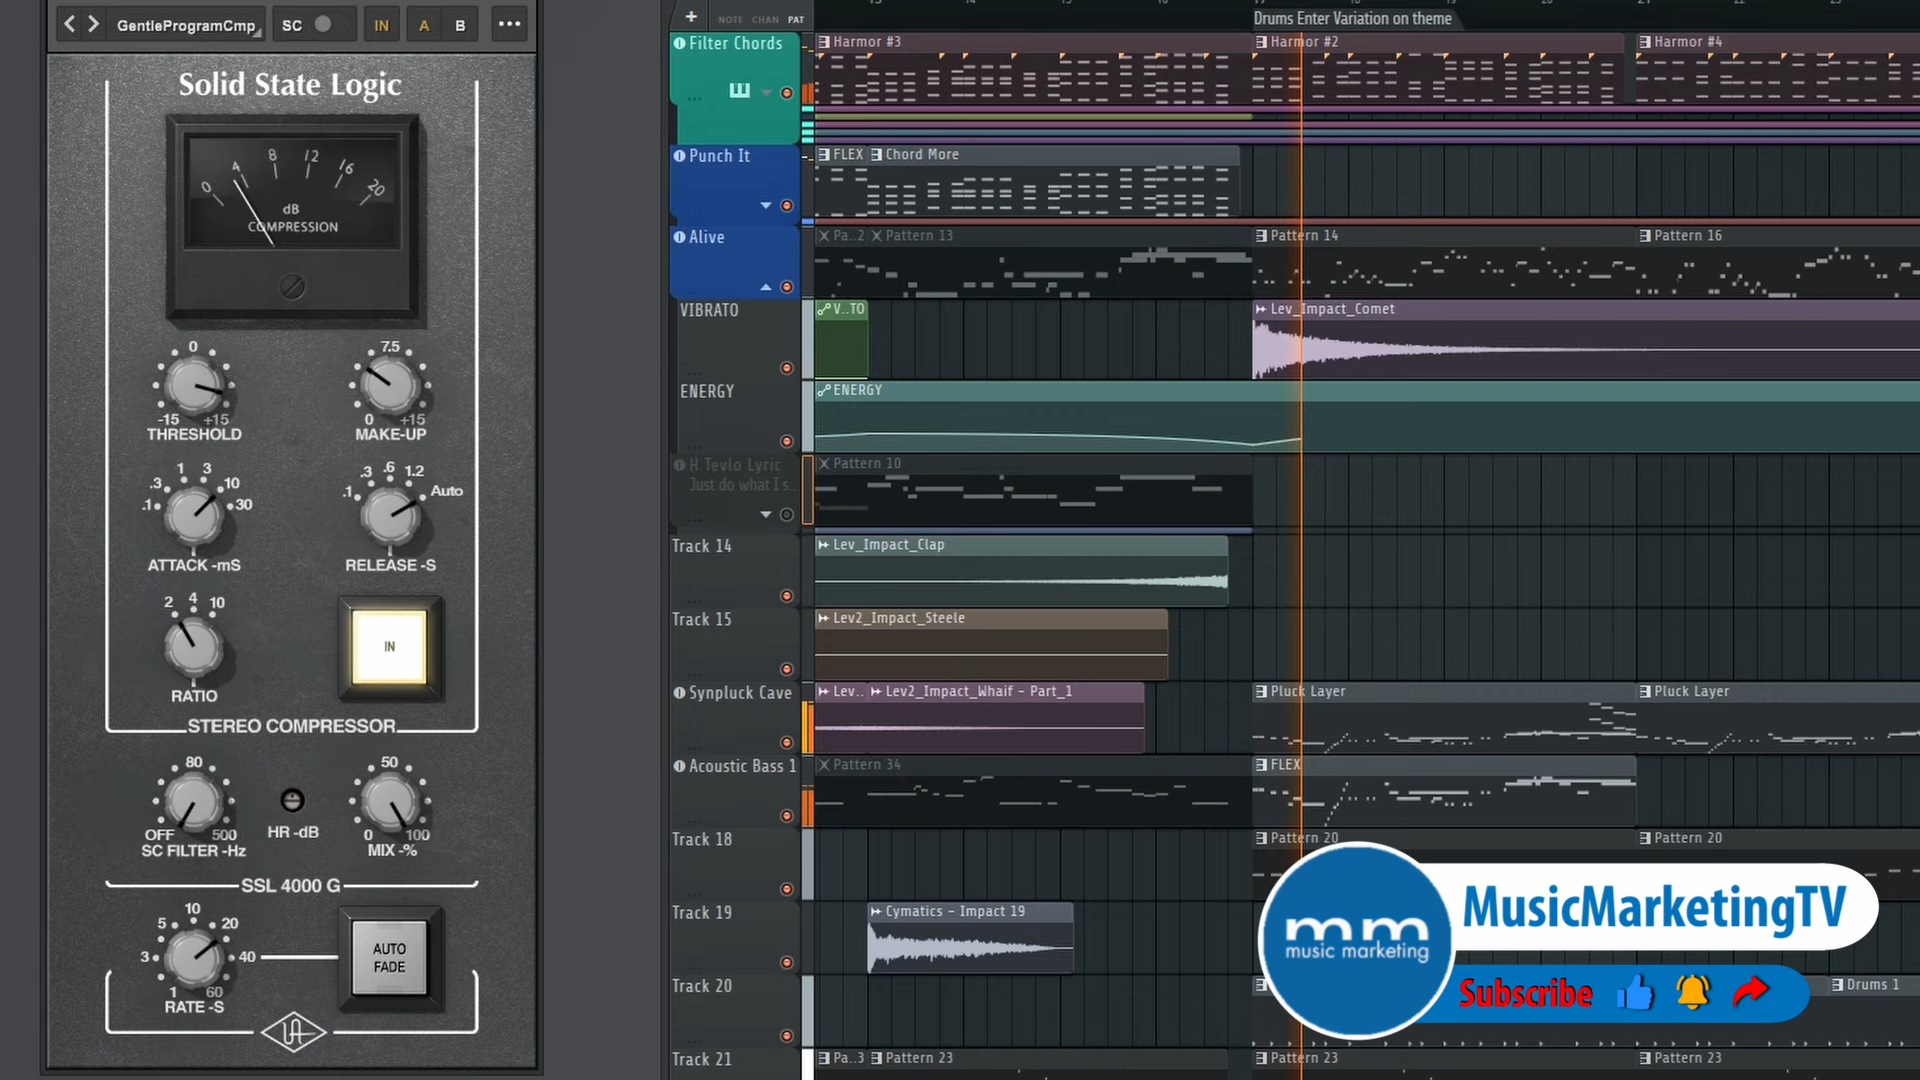 GentleProgramCmp
SC
IN
A
B
Solid State Logic
0
4
8
12
16
20
dB
COMPRESSION
0
-15
+15
THRESHOLD
7.5
0
+15
MAKE-UP
.1
.3
1
3
10
30
ATTACK -mS
.1
.3
.6
1.2
Auto
RELEASE -S
2
4
10
RATIO
IN
STEREO COMPRESSOR
80
OFF
500
SC FILTER -Hz
HR -dB
50
0
100
MIX -%
SSL 4000 G
3
5
10
20
40
1
60
RATE -S
AUTO
FADE
NOTE CHAN PAT
Drums Enter Variation on theme
Filter Chords
Harmor #3
Harmor #2
Harmor #4
Punch It
FLEX
Chord More
Alive
Pa..2
Pattern 13
Pattern 14
Pattern 16
VIBRATO
V..TO
Lev_Impact_Comet
ENERGY
ENERGY
H Tevlo Lyric
Just do what I s..
Pattern 10
Track 14
Lev_Impact_Clap
Track 15
Lev2_Impact_Steele
Synpluck Cave
Lev..
Lev2_Impact_Whaif - Part_1
Pluck Layer
Pluck Layer
Acoustic Bass 1
Pattern 34
FLEX
Track 18
Pattern 20
Pattern 20
Track 19
Cymatics - Impact 19
Track 20
Drums 1
Track 21
Pa..3
Pattern 23
Pattern 23
Pattern 23
mm
music marketing
MusicMarketingTV
Subscribe